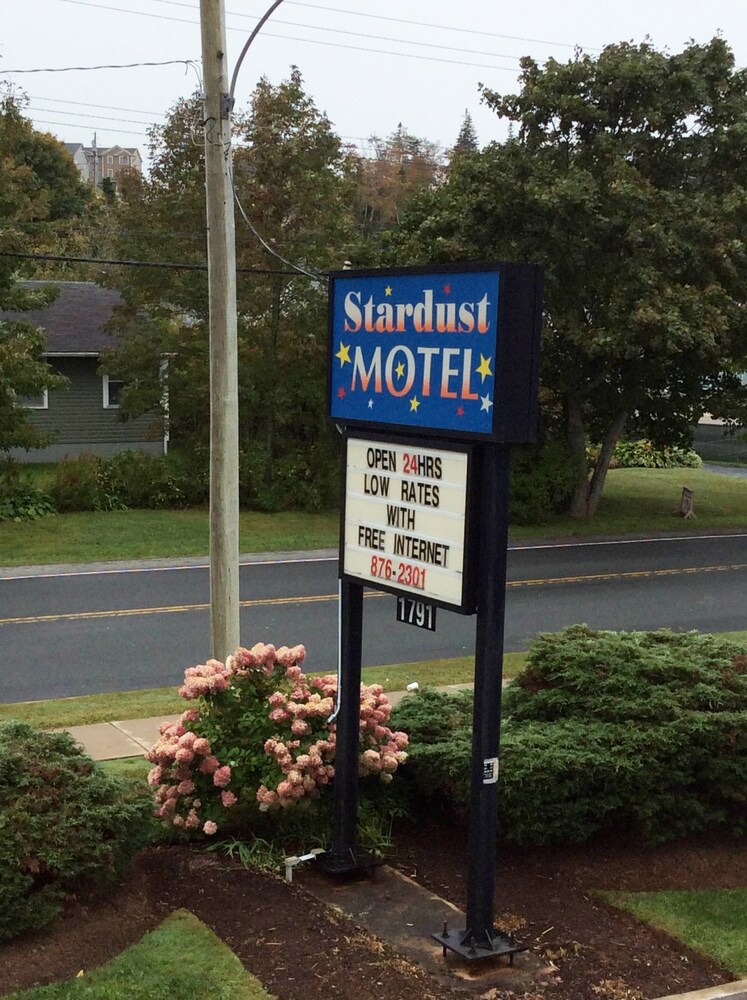 Stardust
MOTEL
OPEN 24HRS
LOW RATES
WITH
FREE INTERNET
876-2301
1791